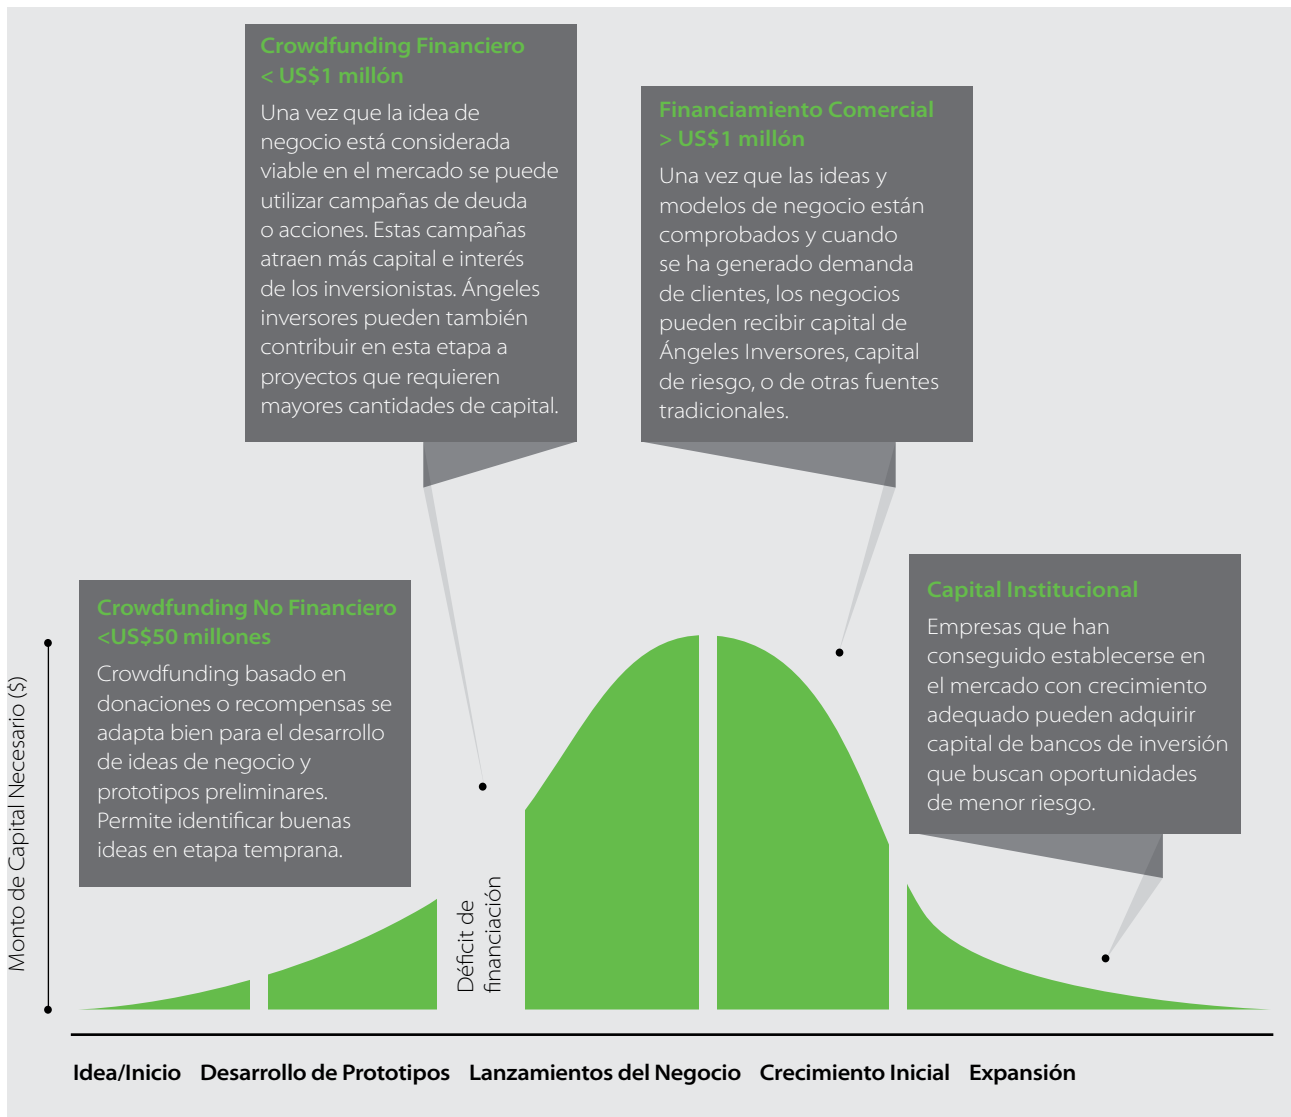 Crowdfunding Financiero
< US$1 millón
Una vez que la idea de
negocio está considerada
viable en el mercado se puede
utilizar campañas de deuda
o acciones. Estas campañas
atraen más capital e interés
de los inversionistas. Ángeles
inversores pueden también
contribuir en esta etapa a
proyectos que requieren
mayores cantidades de capital.
Financiamiento Comercial
> US$1 millón
Una vez que las ideas y
modelos de negocio están
comprobados y cuando
se ha generado demanda
de clientes, los negocios
pueden recibir capital de
Ángeles Inversores, capital
de riesgo, o de otras fuentes
tradicionales.
Crowdfunding No Financiero
<US$50 millones
Crowdfunding basado en
donaciones o recompensas se
adapta bien para el desarrollo
de ideas de negocio y
prototipos preliminares.
Permite identificar buenas
ideas en etapa temprana.
Capital Institucional
Empresas que han
conseguido establecerse en
el mercado con crecimiento
adequado pueden adquirir
capital de bancos de inversión
que buscan oportunidades
de menor riesgo.
Monto de Capital Necesario ($)
Déficit de
financiación
Idea/Inicio Desarrollo de Prototipos Lanzamientos del Negocio Crecimiento Inicial Expansión